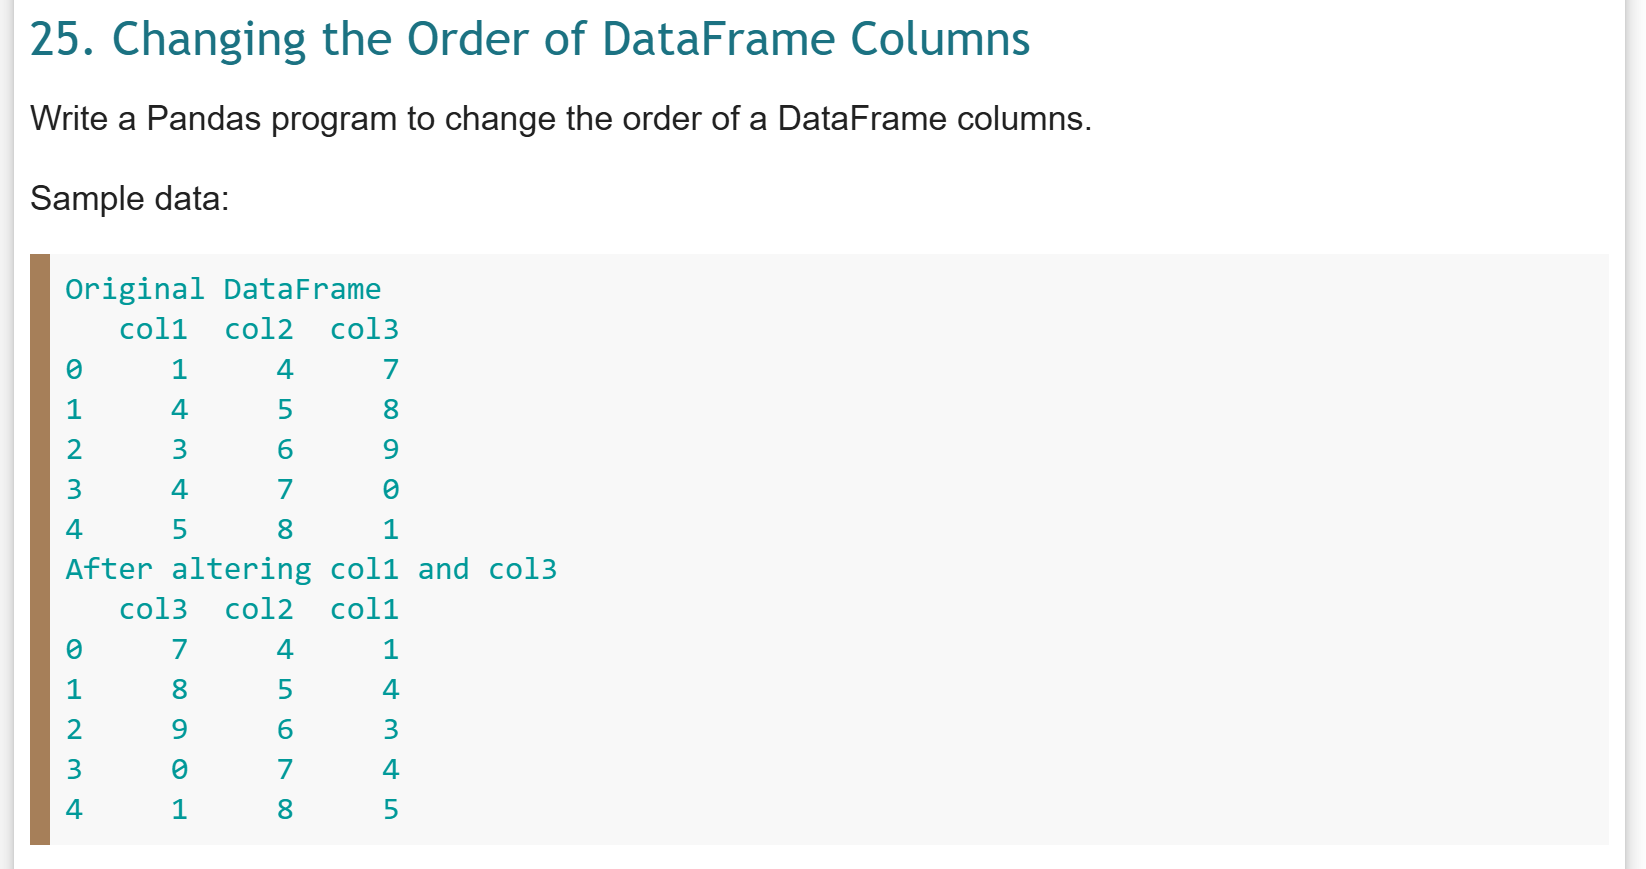 25. Changing the Order of DataFrame Columns
Write a Pandas program to change the order of a DataFrame columns.
Sample data:
Original DataFrame
   col1  col2  col3
0     1     4     7
1     4     5     8
2     3     6     9
3     4     7     0
4     5     8     1
After altering col1 and col3
   col3  col2  col1
0     7     4     1
1     8     5     4
2     9     6     3
3     0     7     4
4     1     8     5